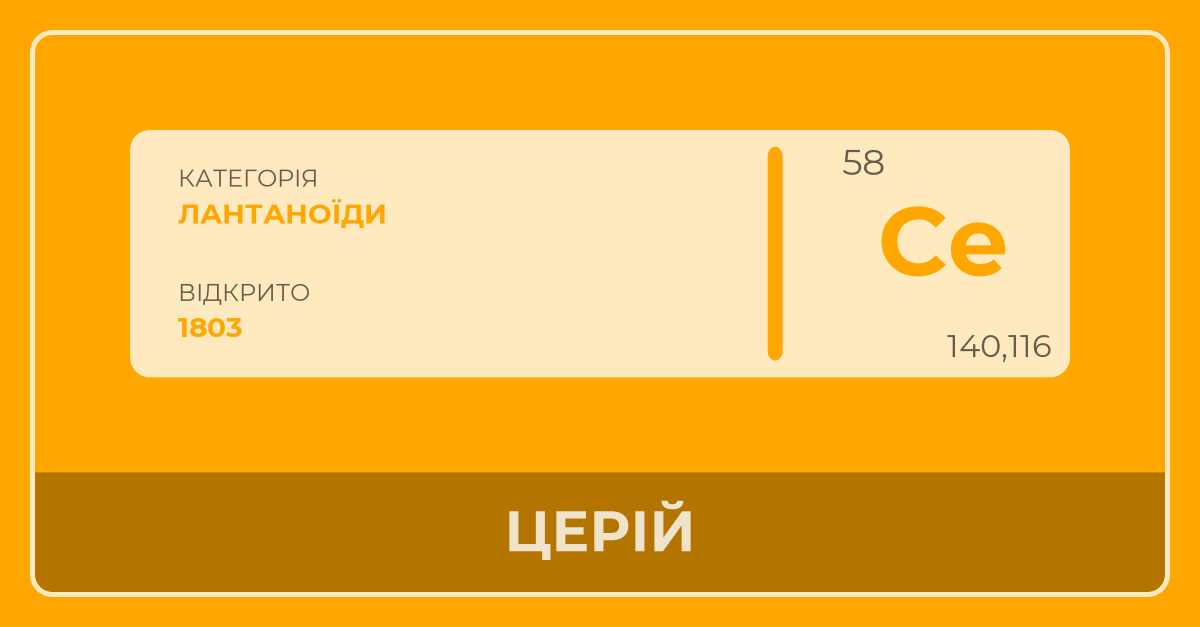 КАТЕГОРІЯ
ЛАНТАНОЇДИ
ВІДКРИТО
1803
58
Ce
140,116
ЦЕРІЙ